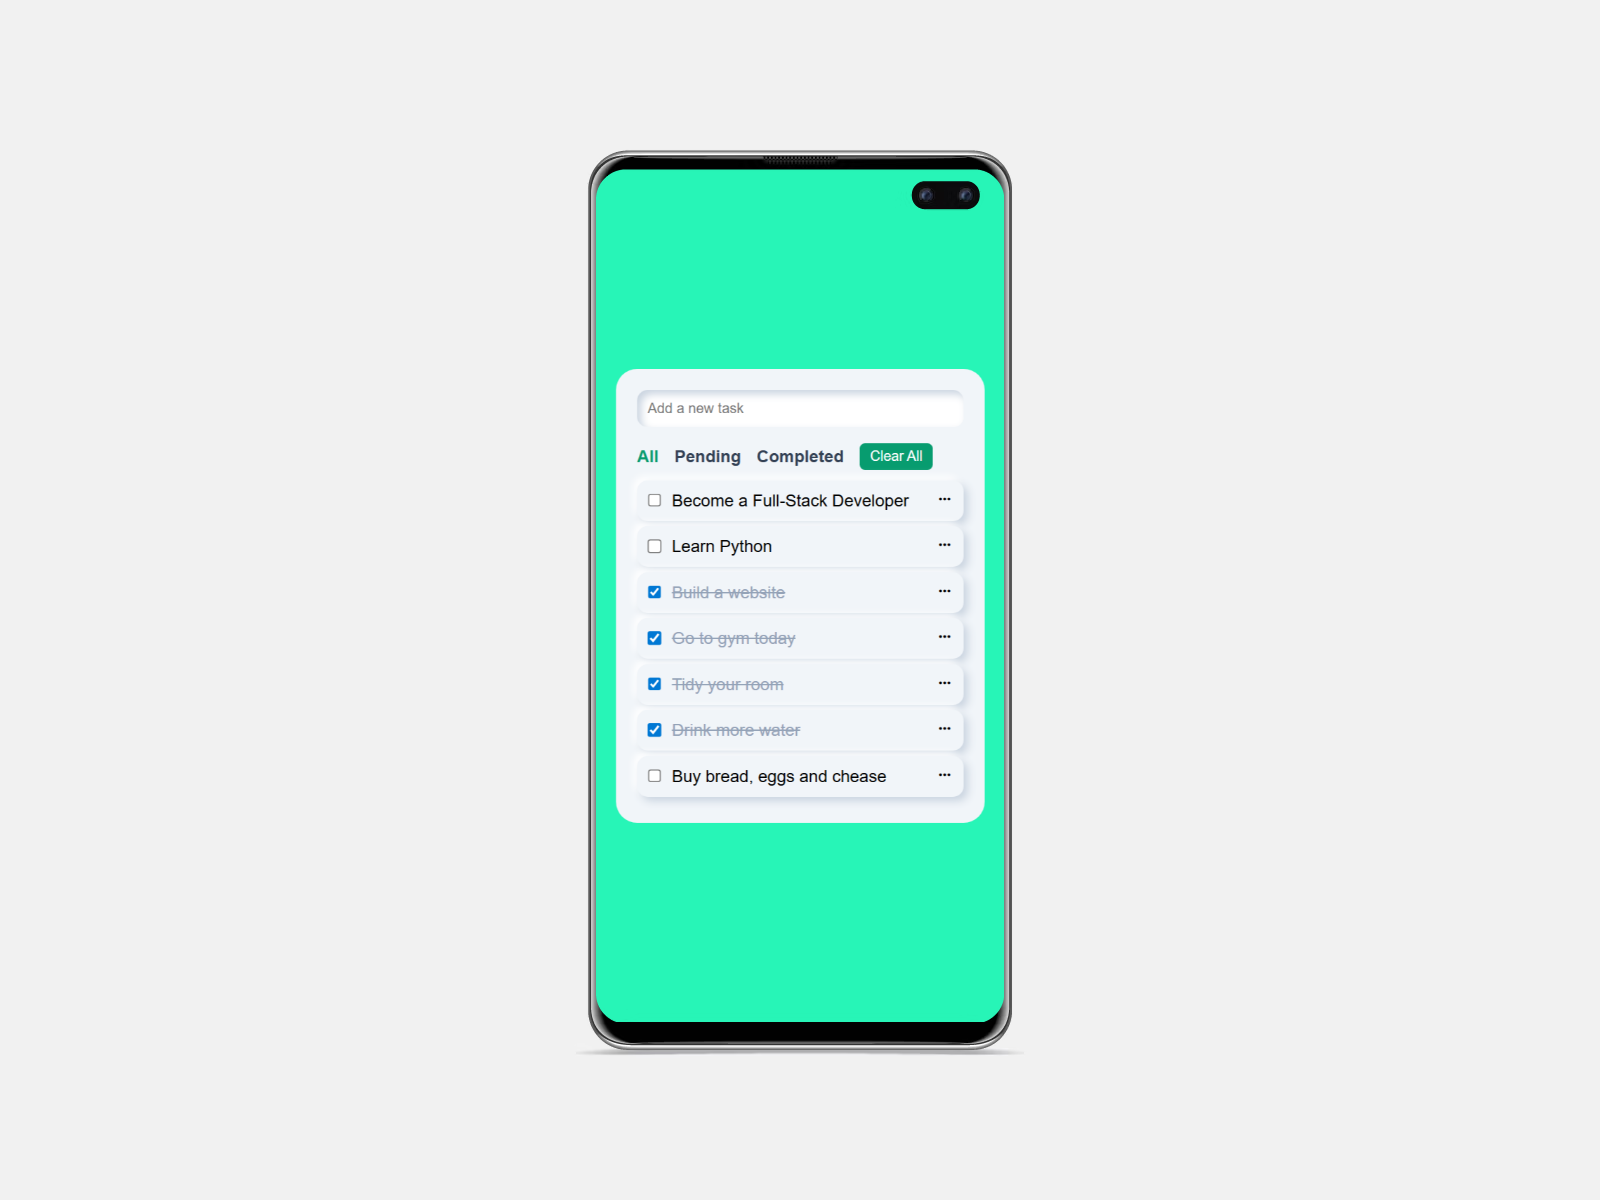 Add a new task
All Pending Completed Clear All
Become a Full-Stack Developer
Learn Python
Build a website
Go to gym today
Tidy your room
Drink more water
Buy bread, eggs and chease